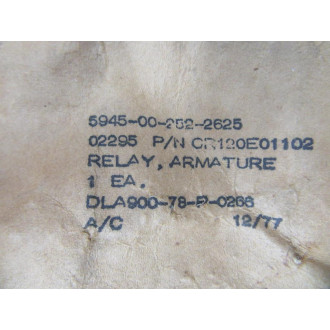 5945-00-252-2625
02295 P/N CR120E01102
RELAY, ARMATURE
1 EA.
DLA900-78-P-0266
A/C 12/77